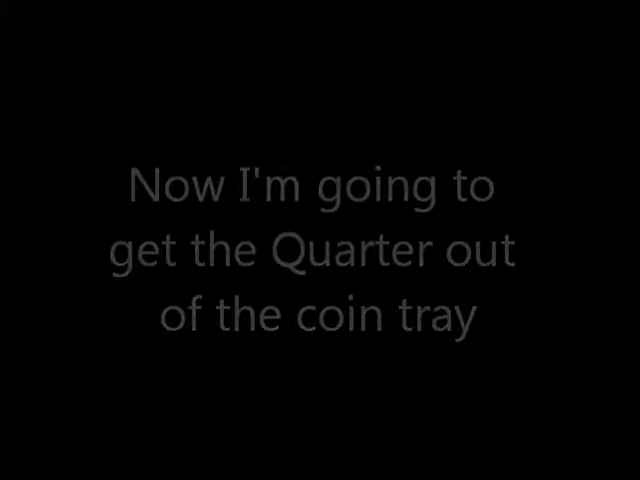 Now I'm going to
get the Quarter out
of the coin tray